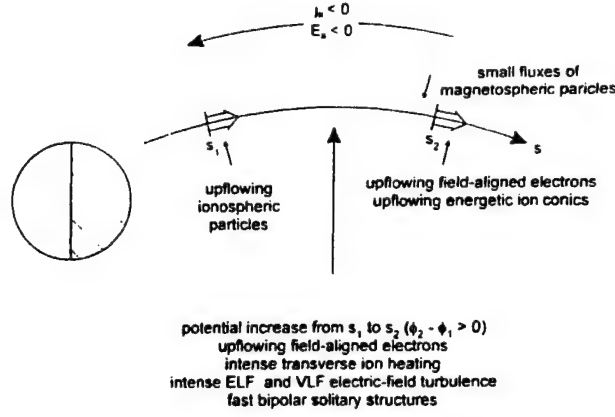 j∥ < 0
E∥ < 0
small fluxes of
magnetospheric paricles
s₁
s₂
s
upflowing
ionospheric
particles
upflowing field-aligned electrons
upflowing energetic ion conics
potential increase from s₁ to s₂ (ϕ₂ - ϕ₁ > 0)
upflowing field-aligned electrons
intense transverse ion heating
intense ELF and VLF electric-field turbulence
fast bipolar solitary structures